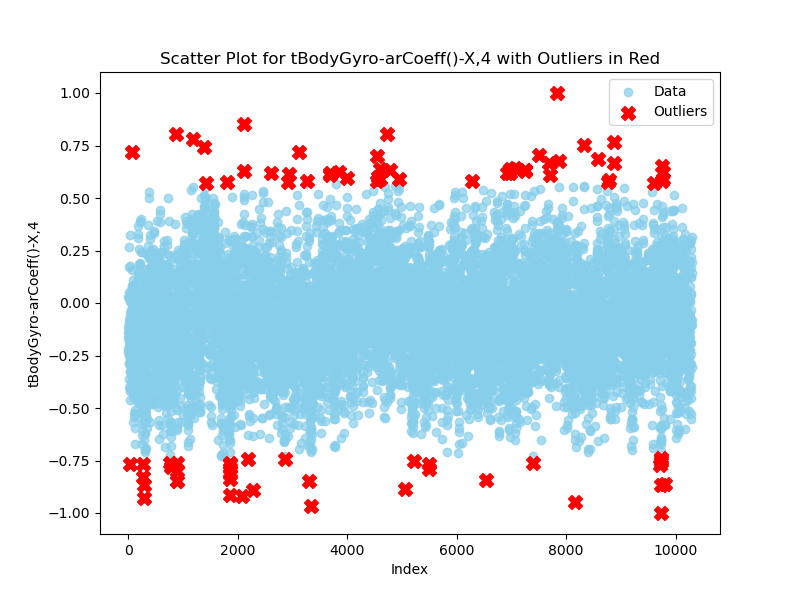 Scatter Plot for tBodyGyro-arCoeff()-X,4 with Outliers in Red
Data
Outliers
1.00
0.75
0.50
0.25
0.00
−0.25
−0.50
−0.75
−1.00
tBodyGyro-arCoeff()-X,4
0 2000 4000 6000 8000 10000
Index